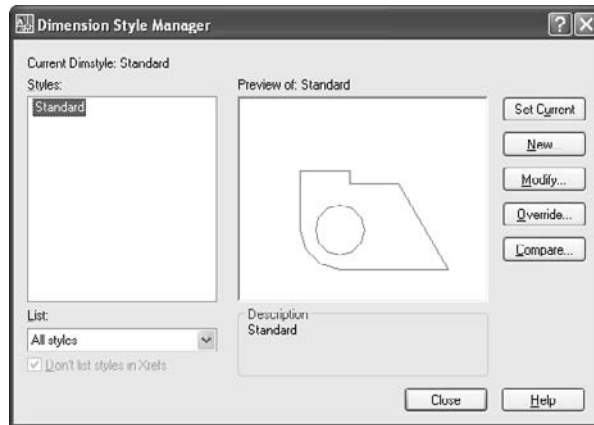 Dimension Style Manager
Current Dimstyle: Standard
Styles:
Preview of: Standard
Standard
Set Current
New...
Modify...
Override...
Compare...
List:
All styles
Don't list styles in Xrefs
Description
Standard
Close
Help